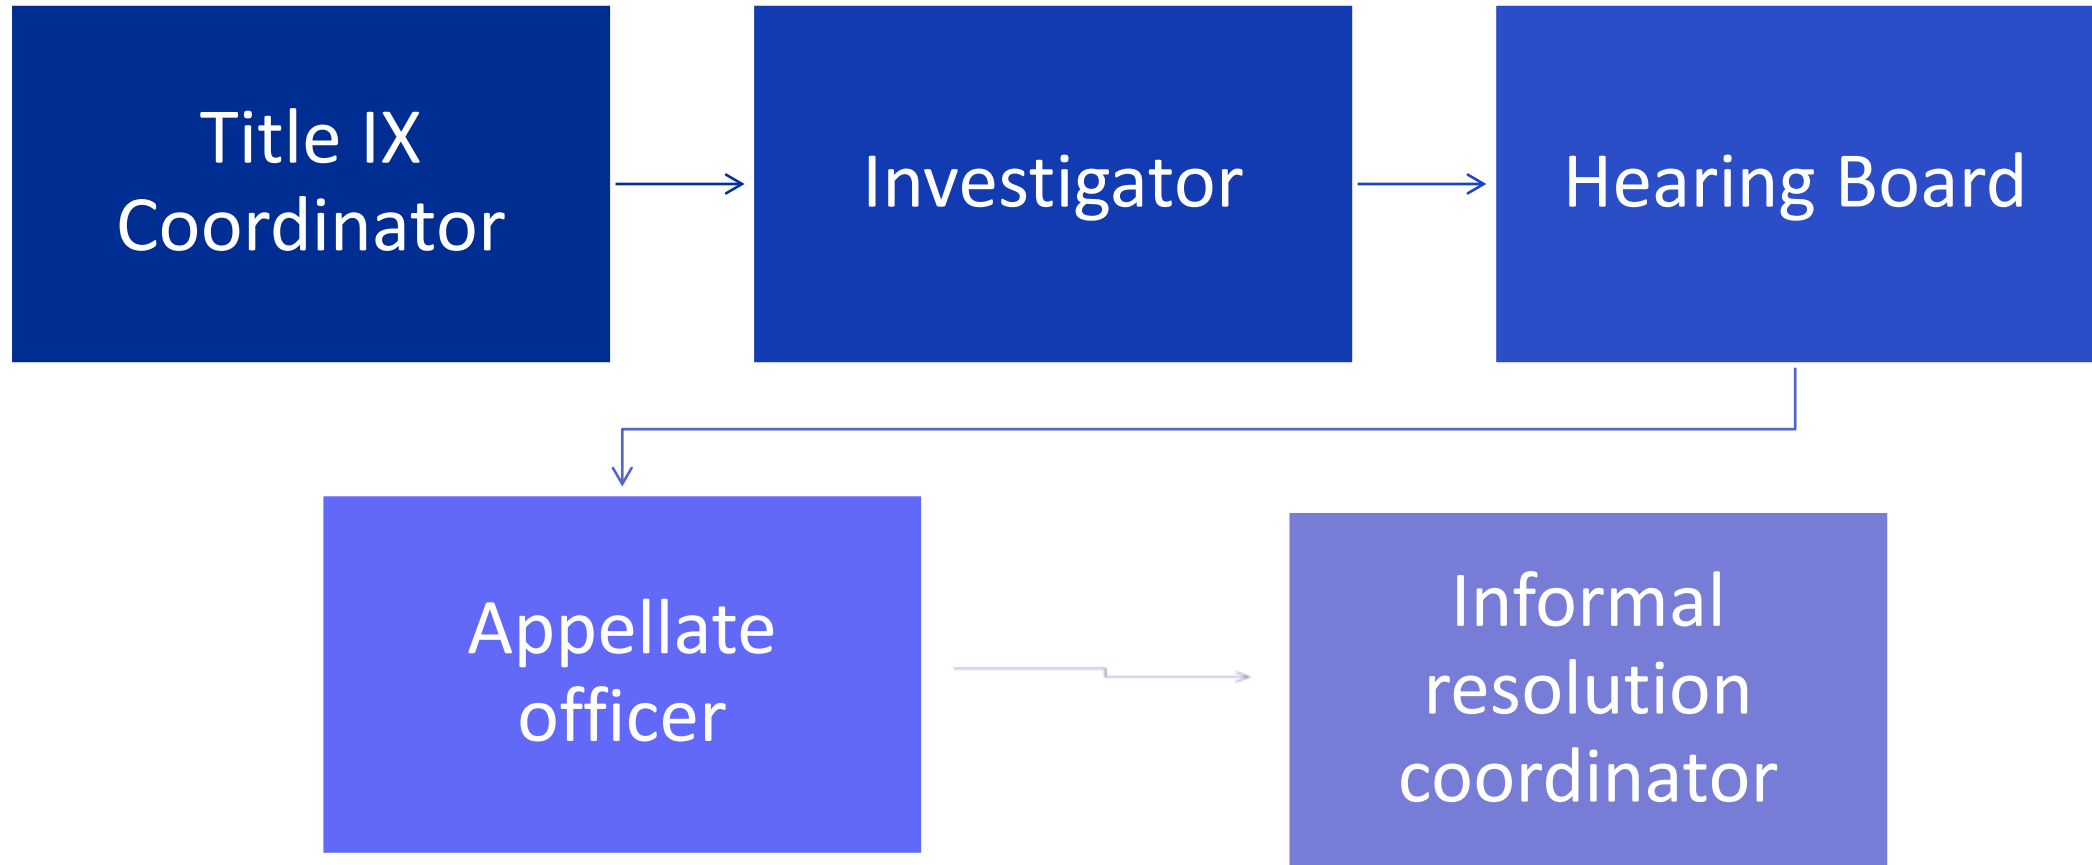 Title IX
Coordinator
Investigator
Hearing Board
Appellate
officer
Informal
resolution
coordinator